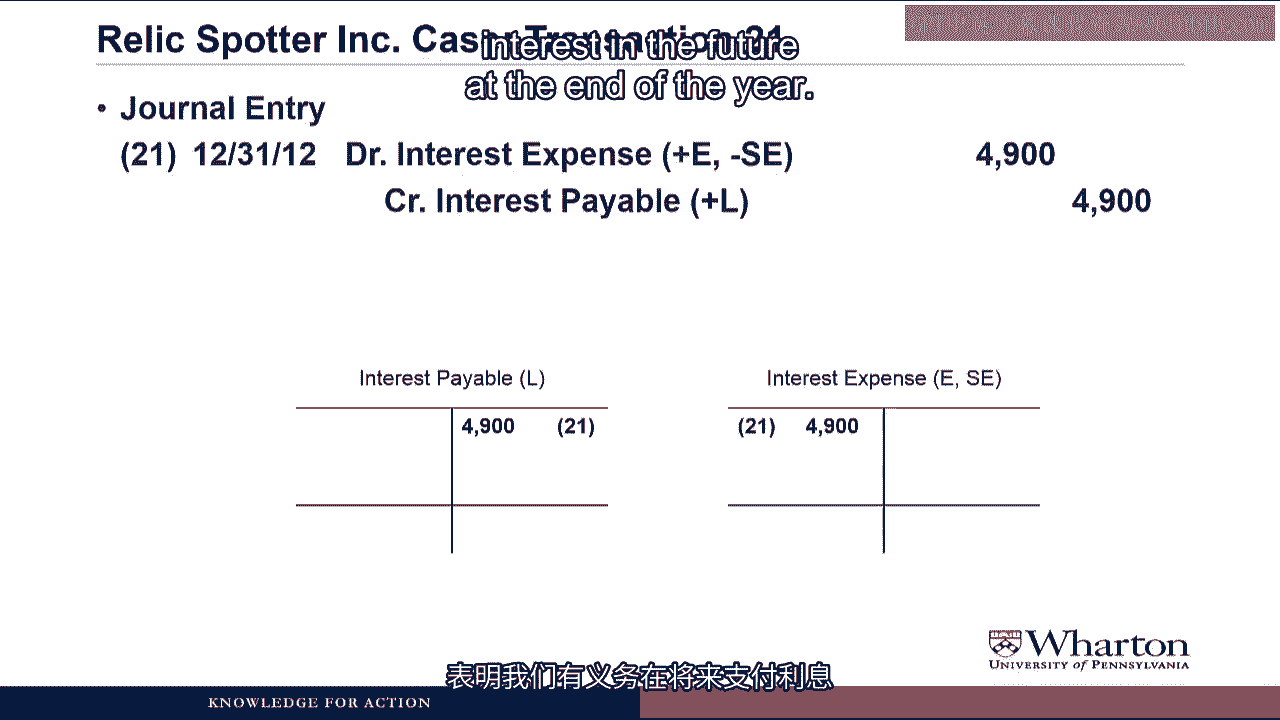 Relic Spotter Inc. Case: Transaction 21
interest in the future
at the end of the year.
• Journal Entry
(21) 12/31/12 Dr. Interest Expense (+E, -SE) 4,900
Cr. Interest Payable (+L) 4,900
Interest Payable (L) Interest Expense (E, SE)
4,900 (21) (21) 4,900
Wharton
UNIVERSITY of PENNSYLVANIA
表明我们有义务在将来支付利息
KNOWLEDGE FOR ACTION